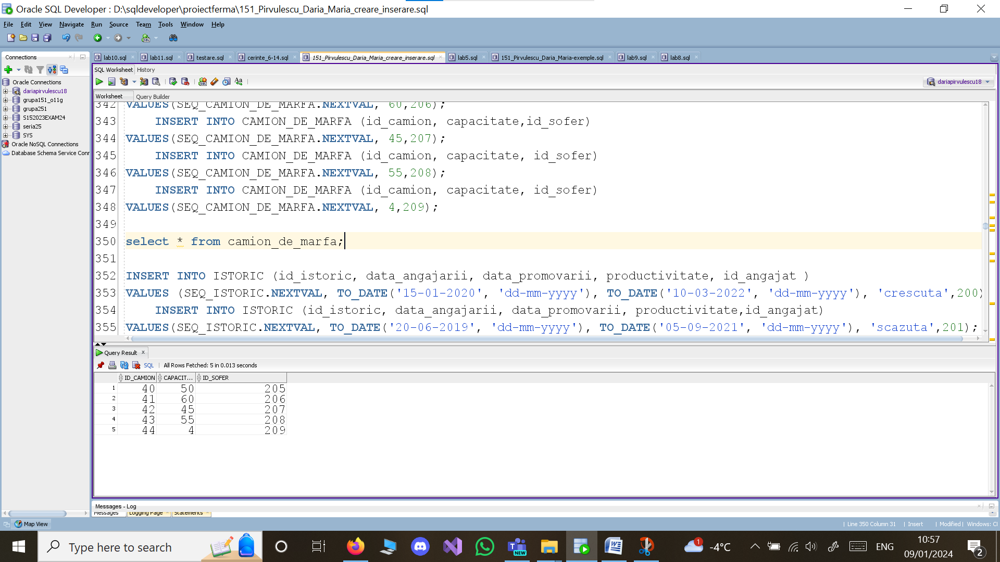 Oracle SQL Developer : D:\sqldeveloper\proiectferma\151_Pirvulescu_Daria_Maria_creare_inserare.sql
File Edit View Navigate Run Source Team Tools Window Help
Connections
lab10.sql lab11.sql testare.sql cerinte_6-14.sql 151_Pirvulescu_Daria_Maria_creare_inserare.sql lab5.sql 151_Pirvulescu_Daria_Maria-exemple.sql lab9.sql lab8.sql
SQL Worksheet History
dariapirvulescu18
Worksheet Query Builder
Oracle Connections
dariapirvulescu18
grupa151_o11g
grupa251
S152023EXAM24
seria25
SYS
Oracle NoSQL Connections
Database Schema Service Conr
342 VALUES(SEQ_CAMION_DE_MARFA.NEXTVAL, 60,206);
343 INSERT INTO CAMION_DE_MARFA (id_camion, capacitate,id_sofer)
344 VALUES(SEQ_CAMION_DE_MARFA.NEXTVAL, 45,207);
345 INSERT INTO CAMION_DE_MARFA (id_camion, capacitate, id_sofer)
346 VALUES(SEQ_CAMION_DE_MARFA.NEXTVAL, 55,208);
347 INSERT INTO CAMION_DE_MARFA (id_camion, capacitate, id_sofer)
348 VALUES(SEQ_CAMION_DE_MARFA.NEXTVAL, 4,209);
349
350 select * from camion_de_marfa;
351
352 INSERT INTO ISTORIC (id_istoric, data_angajarii, data_promovarii, productivitate, id_angajat )
353 VALUES (SEQ_ISTORIC.NEXTVAL, TO_DATE('15-01-2020', 'dd-mm-yyyy'), TO_DATE('10-03-2022', 'dd-mm-yyyy'), 'crescuta',200)
354 INSERT INTO ISTORIC (id_istoric, data_angajarii, data_promovarii, productivitate,id_angajat)
355 VALUES(SEQ_ISTORIC.NEXTVAL, TO_DATE('20-06-2019', 'dd-mm-yyyy'), TO_DATE('05-09-2021', 'dd-mm-yyyy'), 'scazuta',201);
Query Result
SQL All Rows Fetched: 5 in 0.013 seconds
ID_CAMION CAPACIT... ID_SOFER
1 40 50 205
2 41 60 206
3 42 45 207
4 43 55 208
5 44 4 209
Messages - Log
Messages Logging Page Statements
Map View
Line 350 Column 31 Insert Modified Windows: Cl
Type here to search
NEW
1 -4°C
ENG
10:57
09/01/2024
2